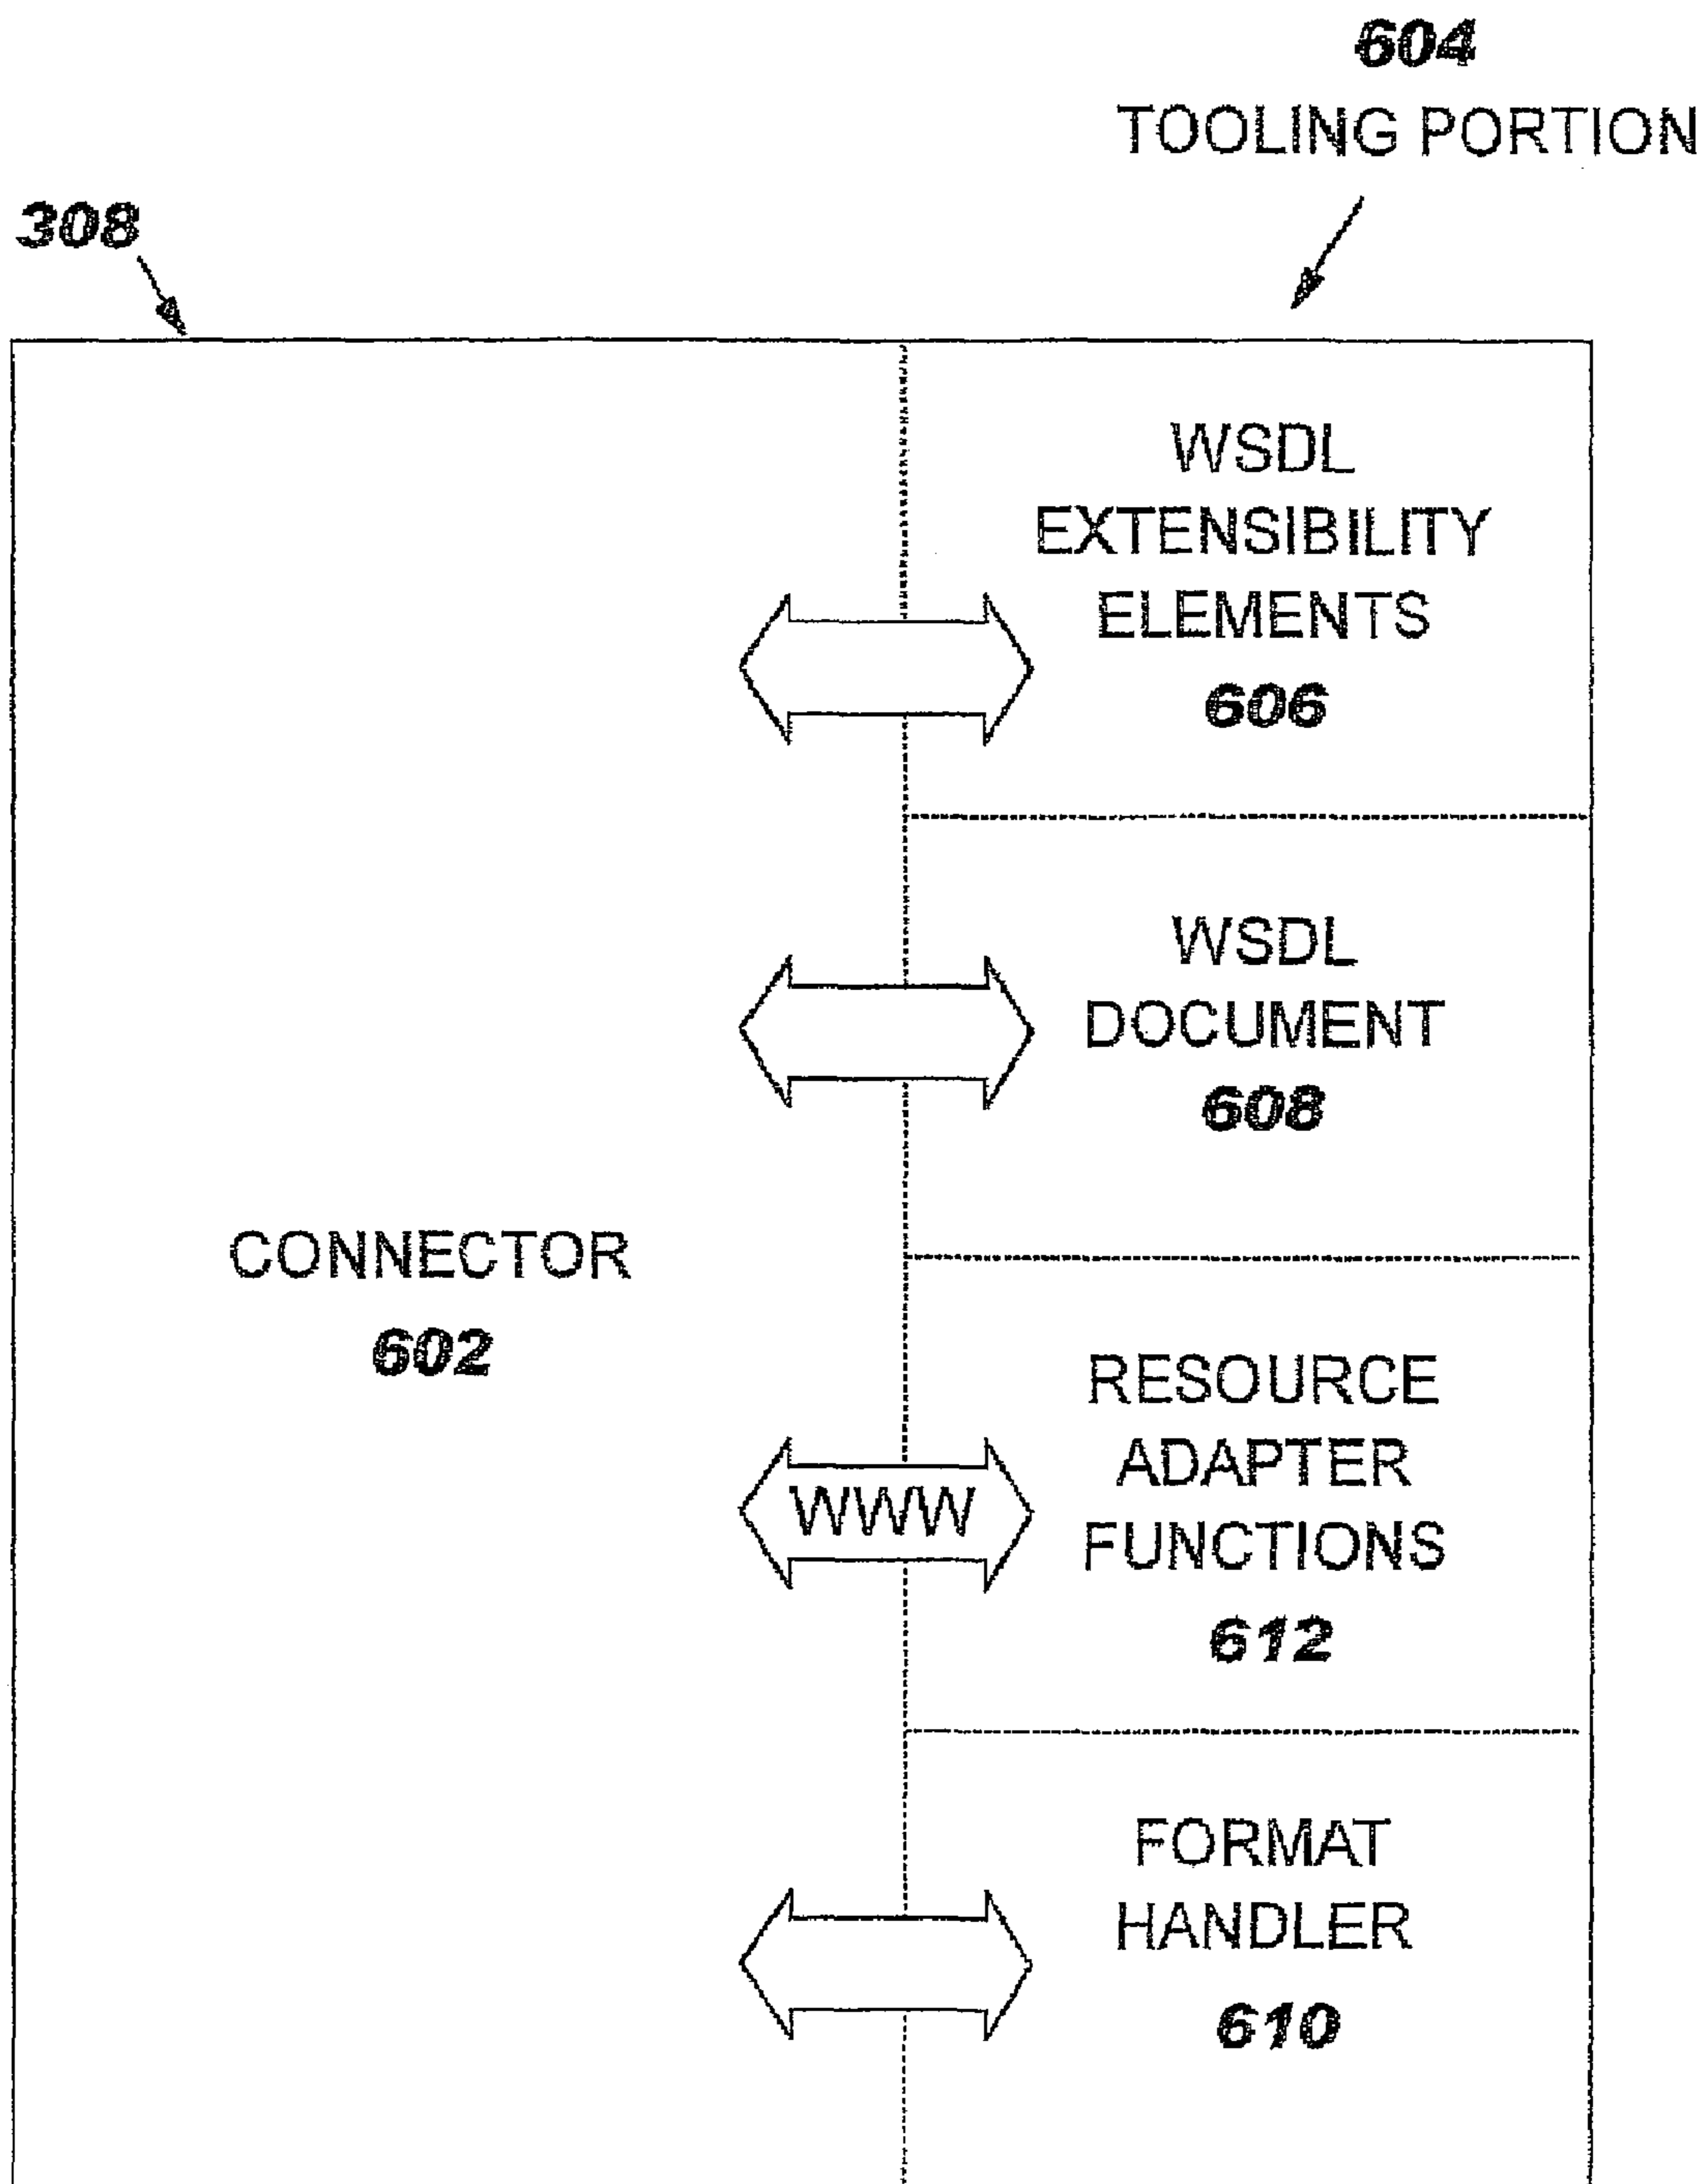 604
TOOLING PORTION
308
WSDL
EXTENSIBILITY
ELEMENTS
606
WSDL
DOCUMENT
608
CONNECTOR
602
RESOURCE
ADAPTER
FUNCTIONS
612
WWW
FORMAT
HANDLER
610